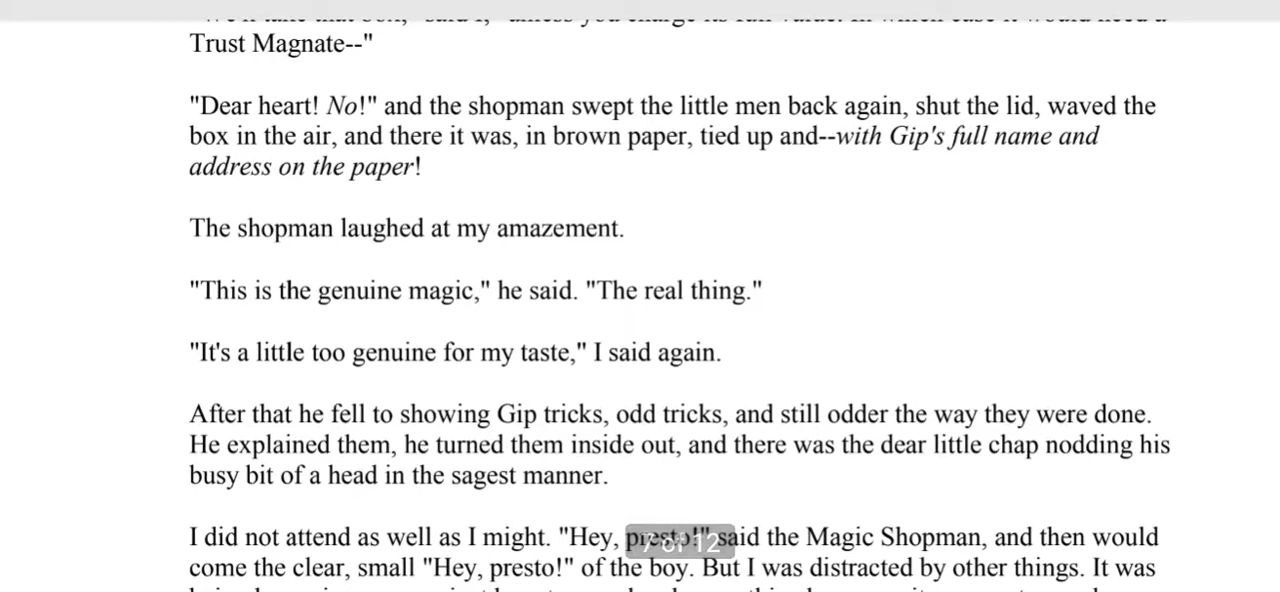 Trust Magnate--"
"Dear heart! No!" and the shopman swept the little men back again, shut the lid, waved the
box in the air, and there it was, in brown paper, tied up and--with Gip's full name and
address on the paper!
The shopman laughed at my amazement.
"This is the genuine magic," he said. "The real thing."
"It's a little too genuine for my taste," I said again.
After that he fell to showing Gip tricks, odd tricks, and still odder the way they were done.
He explained them, he turned them inside out, and there was the dear little chap nodding his
busy bit of a head in the sagest manner.
I did not attend as well as I might. "Hey, presto!" said the Magic Shopman, and then would
7 of 12
come the clear, small "Hey, presto!" of the boy. But I was distracted by other things. It was